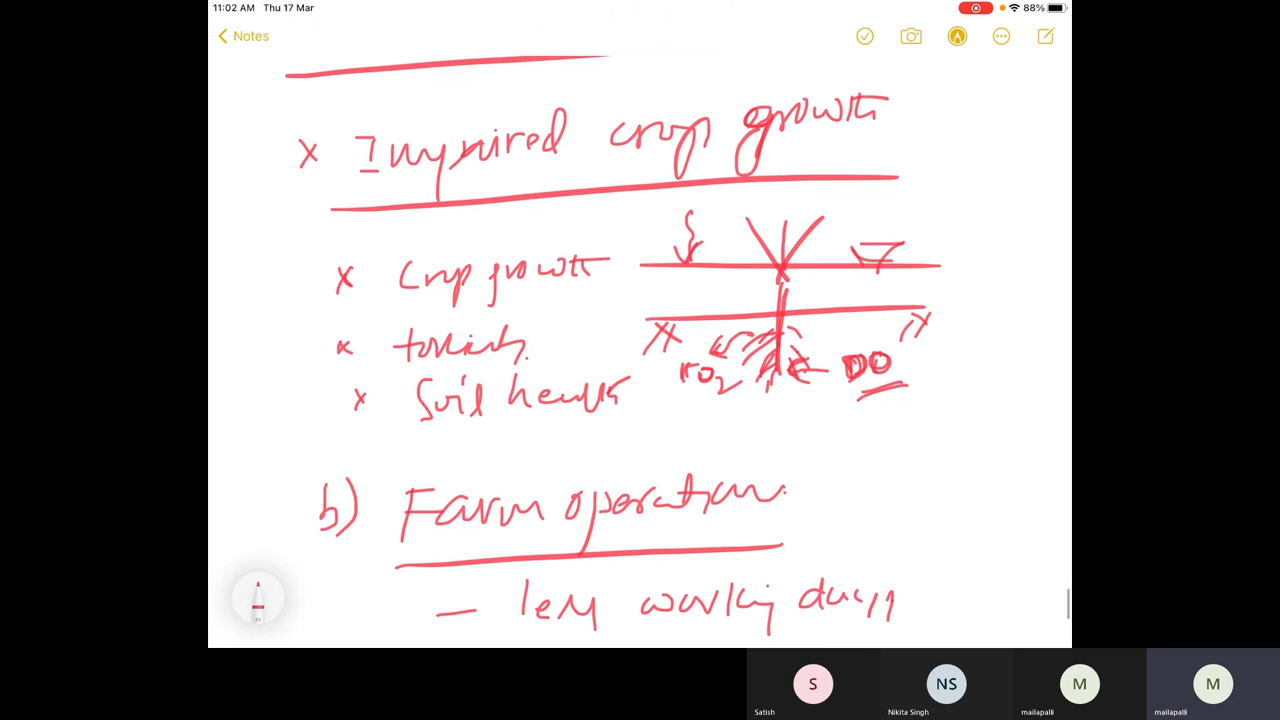 11:02 AM Thu 17 Mar
88%
Notes
x Impaired crop growth
x Crop growth
x toxicity.
x Soil health
CO2
DO
b) Farm operation.
— less working days
S
NS
M
M
Satish
Nikita Singh
mailapalli
mailapalli